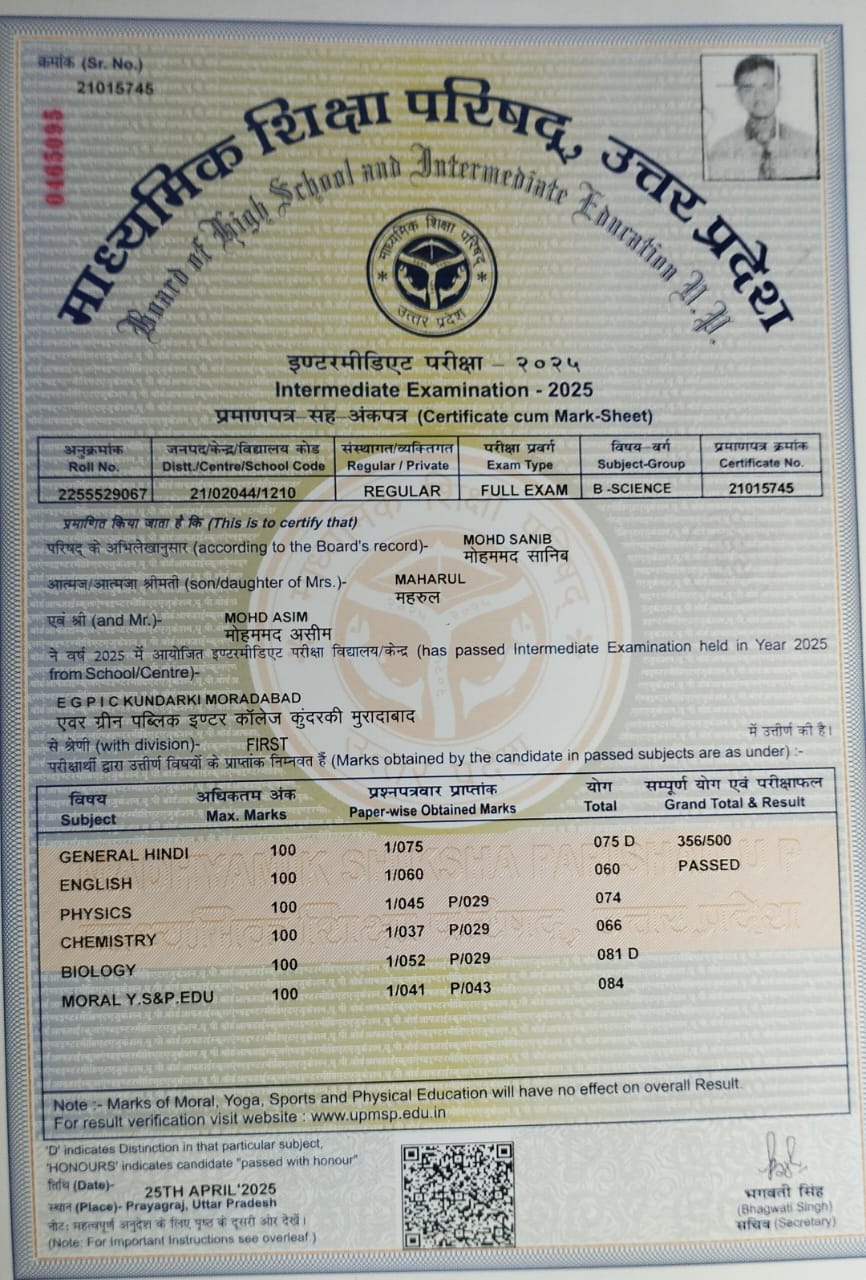 क्रमांक (Sr. No.)
21015745
0465095
माध्यमिक शिक्षा परिषद्, उत्तर प्रदेश
Board of High School and Intermediate Education U.P.
माध्यमिक शिक्षा परिषद्
उत्तर प्रदेश
इण्टरमीडिएट परीक्षा – २०२५
Intermediate Examination - 2025
प्रमाणपत्र–सह–अंकपत्र (Certificate cum Mark-Sheet)
अनुक्रमांक जनपद/केन्द्र/विद्यालय कोड संस्थागत/व्यक्तिगत परीक्षा प्रवर्ग विषय–वर्ग प्रमाणपत्र क्रमांक
Roll No. Distt./Centre/School Code Regular / Private Exam Type Subject-Group Certificate No.
2255529067 21/02044/1210 REGULAR FULL EXAM B -SCIENCE 21015745
प्रमाणित किया जाता है कि (This is to certify that)
परिषद् के अभिलेखानुसार (according to the Board's record)- MOHD SANIB
मोहममद सानिब
आत्मज/आत्मजा श्रीमती (son/daughter of Mrs.)- MAHARUL
महरुल
एवं श्री (and Mr.)- MOHD ASIM
मोहममद असीम
ने वर्ष 2025 में आयोजित इण्टरमीडिएट परीक्षा विद्यालय/केन्द्र (has passed Intermediate Examination held in Year 2025
from School/Centre)-
E G P I C KUNDARKI MORADABAD
एवर ग्रीन पब्लिक इण्टर कॉलेज कुंदरकी मुरादाबाद
में उत्तीर्ण की है।
से श्रेणी (with division)- FIRST
परीक्षार्थी द्वारा उत्तीर्ण विषयों के प्राप्तांक निम्नवत हैं (Marks obtained by the candidate in passed subjects are as under) :-
विषय अधिकतम अंक प्रश्नपत्रवार प्राप्तांक योग सम्पूर्ण योग एवं परीक्षाफल
Subject Max. Marks Paper-wise Obtained Marks Total Grand Total & Result
GENERAL HINDI 100 1/075 075 D 356/500
ENGLISH 100 1/060 060 PASSED
PHYSICS 100 1/045 P/029 074
CHEMISTRY 100 1/037 P/029 066
BIOLOGY 100 1/052 P/029 081 D
MORAL Y.S&P.EDU 100 1/041 P/043 084
Note :- Marks of Moral, Yoga, Sports and Physical Education will have no effect on overall Result.
For result verification visit website : www.upmsp.edu.in
'D' indicates Distinction in that particular subject,
'HONOURS' indicates candidate "passed with honour"
तिथि (Date)- 25TH APRIL'2025
स्थान (Place)- Prayagraj, Uttar Pradesh
नोट: महत्वपूर्ण अनुदेश के लिए पृष्ठ के दूसरी ओर देखें।
(Note: For Important Instructions see overleaf.)
भगवती सिंह
(Bhagwati Singh)
सचिव (Secretary)